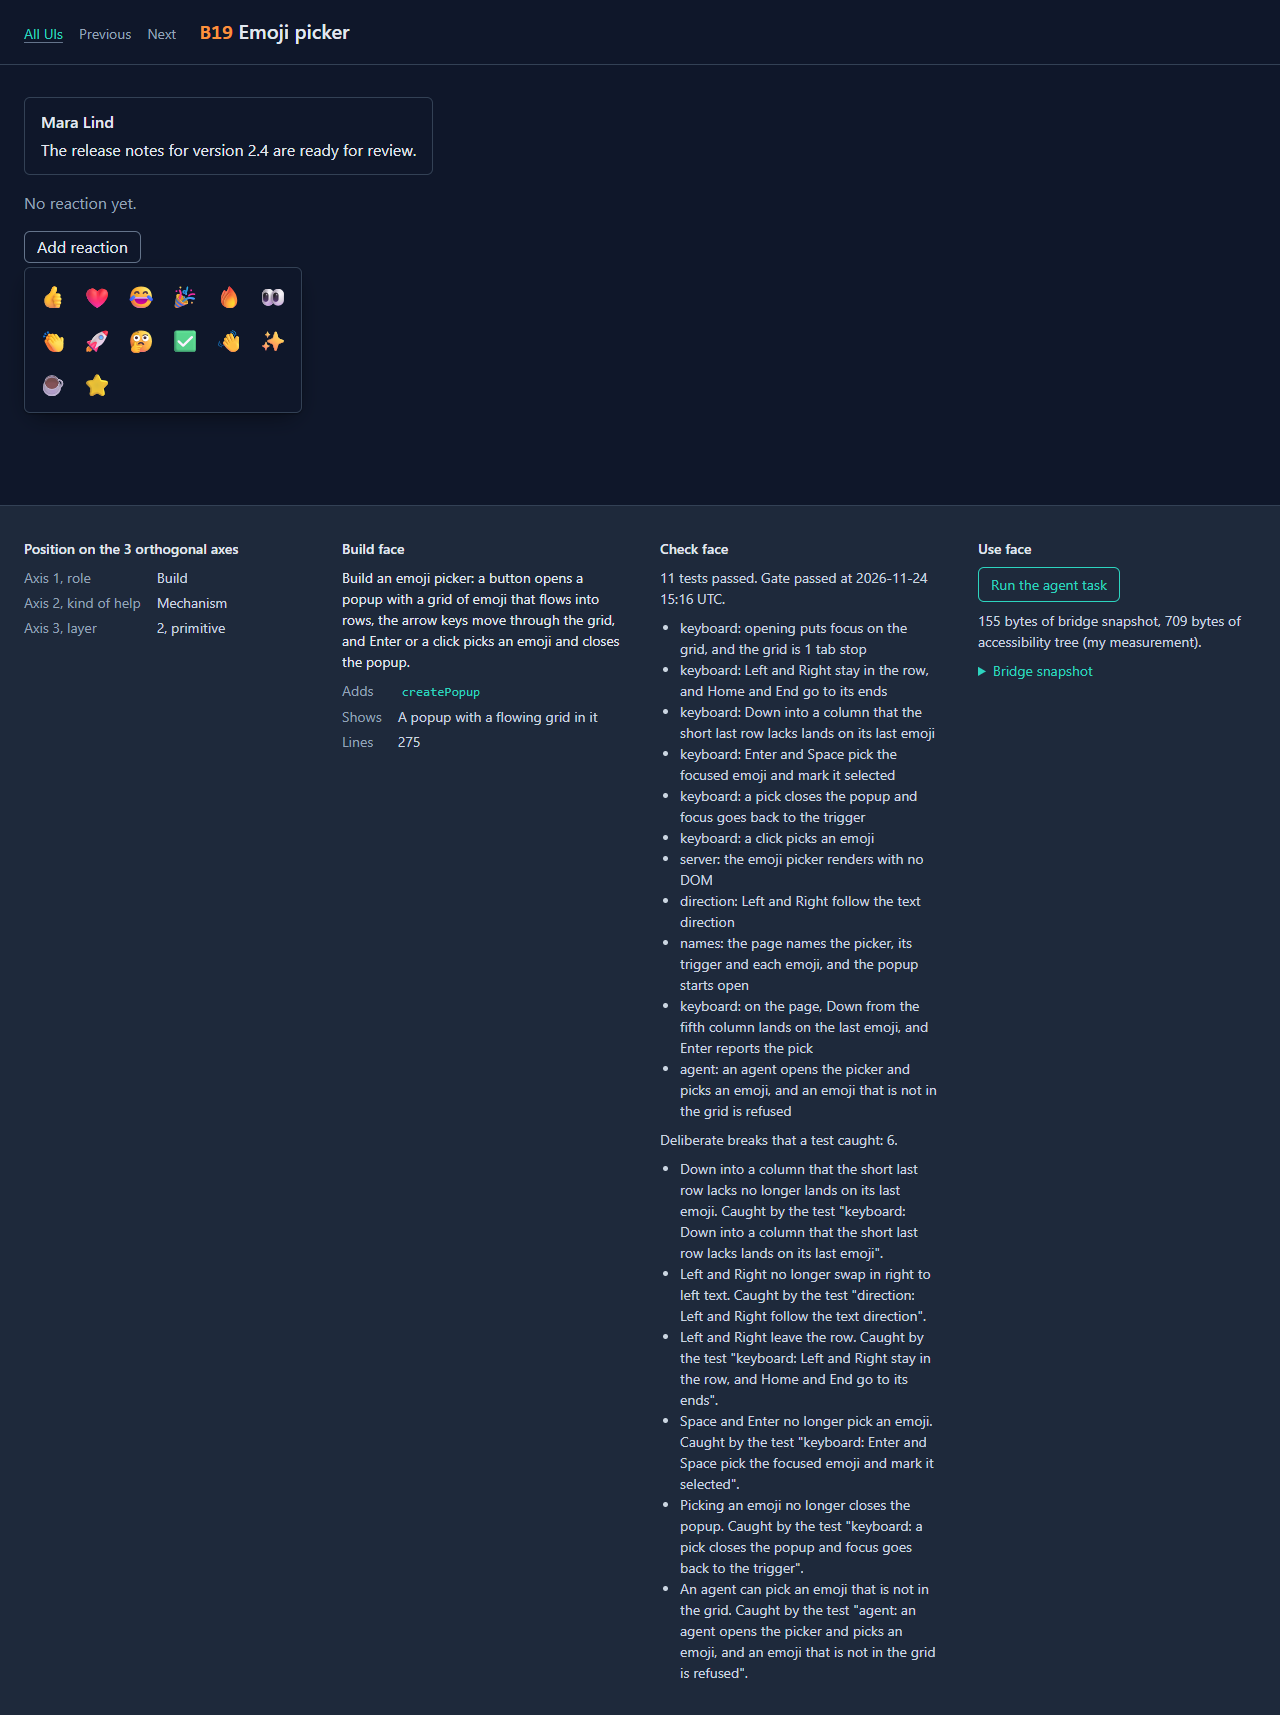 All UIs Previous Next B19 Emoji picker
Mara Lind
The release notes for version 2.4 are ready for review.
No reaction yet.
Add reaction
Position on the 3 orthogonal axes
Axis 1, role Build
Axis 2, kind of help Mechanism
Axis 3, layer 2, primitive
Build face
Build an emoji picker: a button opens a
popup with a grid of emoji that flows into
rows, the arrow keys move through the grid,
and Enter or a click picks an emoji and closes
the popup.
Adds createPopup
Shows A popup with a flowing grid in it
Lines 275
Check face
11 tests passed. Gate passed at 2026-11-24
15:16 UTC.
• keyboard: opening puts focus on the
grid, and the grid is 1 tab stop
• keyboard: Left and Right stay in the row,
and Home and End go to its ends
• keyboard: Down into a column that the
short last row lacks lands on its last emoji
• keyboard: Enter and Space pick the
focused emoji and mark it selected
• keyboard: a pick closes the popup and
focus goes back to the trigger
• keyboard: a click picks an emoji
• server: the emoji picker renders with no
DOM
• direction: Left and Right follow the text
direction
• names: the page names the picker, its
trigger and each emoji, and the popup
starts open
• keyboard: on the page, Down from the
fifth column lands on the last emoji, and
Enter reports the pick
• agent: an agent opens the picker and
picks an emoji, and an emoji that is not in
the grid is refused
Deliberate breaks that a test caught: 6.
• Down into a column that the short last
row lacks no longer lands on its last
emoji. Caught by the test "keyboard:
Down into a column that the short last
row lacks lands on its last emoji".
• Left and Right no longer swap in right to
left text. Caught by the test "direction:
Left and Right follow the text direction".
• Left and Right leave the row. Caught by
the test "keyboard: Left and Right stay in
the row, and Home and End go to its
ends".
• Space and Enter no longer pick an emoji.
Caught by the test "keyboard: Enter and
Space pick the focused emoji and mark it
selected".
• Picking an emoji no longer closes the
popup. Caught by the test "keyboard: a
pick closes the popup and focus goes
back to the trigger".
• An agent can pick an emoji that is not in
the grid. Caught by the test "agent: an
agent opens the picker and picks an
emoji, and an emoji that is not in the grid
is refused".
Use face
Run the agent task
155 bytes of bridge snapshot, 709 bytes of
accessibility tree (my measurement).
▶ Bridge snapshot